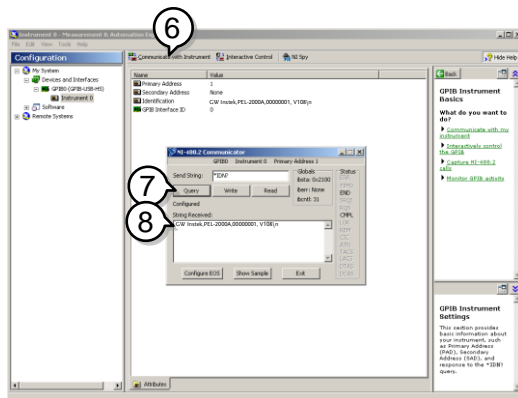 6
Instrument 0 - Measurement & Automation Explorer
File Edit View Tools Help
Configuration
Communicate with Instrument Interactive Control NI Spy
Hide Help
My System
Devices and Interfaces
GPIB0 (GPIB-USB-HS)
Instrument 0
Software
Remote Systems
Name Value
Primary Address 1
Secondary Address None
Identification GW Instek,PEL-2000A,00000001, V108\n
GPIB Interface ID 0
Back
GPIB Instrument
Basics
What do you want to
do?
Communicate with my
instrument
Interactively control
the GPIB
Capture NI-488.2
calls
Monitor GPIB activity
NI-488.2 Communicator
GPIB0 Instrument 0 Primary Address 1
Send String: *IDN?
Globals
Status
ibsta: 0x2100
iberr: None
ibcntl: 31
END
CMPL
7
Query Write Read
Configured
8
String Received:
GW Instek,PEL-2000A,00000001, V108\n
Configure EOS Show Sample Exit
GPIB Instrument
Settings
This section provides
basic information about
your instrument, such
as Primary Address
(PAD), Secondary
Address (SAD), and
response to the *IDN?
query.
Attributes